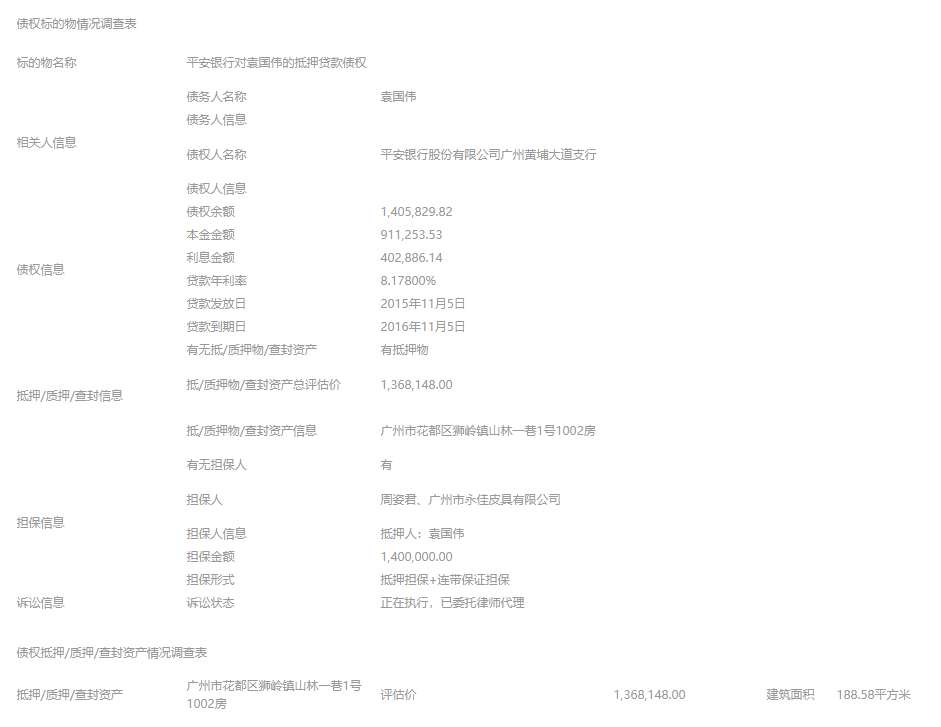 债权标的物情况调查表
标的物名称 平安银行对袁国伟的抵押贷款债权
债务人名称 袁国伟
债务人信息
相关人信息
债权人名称 平安银行股份有限公司广州黄埔大道支行
债权人信息
债权余额 1,405,829.82
本金金额 911,253.53
利息金额 402,886.14
债权信息
贷款年利率 8.17800%
贷款发放日 2015年11月5日
贷款到期日 2016年11月5日
有无抵/质押物/查封资产 有抵押物
抵/质押物/查封资产总评估价 1,368,148.00
抵押/质押/查封信息
抵/质押物/查封资产信息 广州市花都区狮岭镇山林一巷1号1002房
有无担保人 有
担保人 周姿君、广州市永佳皮具有限公司
担保信息
担保人信息 抵押人：袁国伟
担保金额 1,400,000.00
担保形式 抵押担保+连带保证担保
诉讼信息 诉讼状态 正在执行，已委托律师代理
债权抵押/质押/查封资产情况调查表
抵押/质押/查封资产 广州市花都区狮岭镇山林一巷1号 评估价 1,368,148.00 建筑面积 188.58平方米
1002房